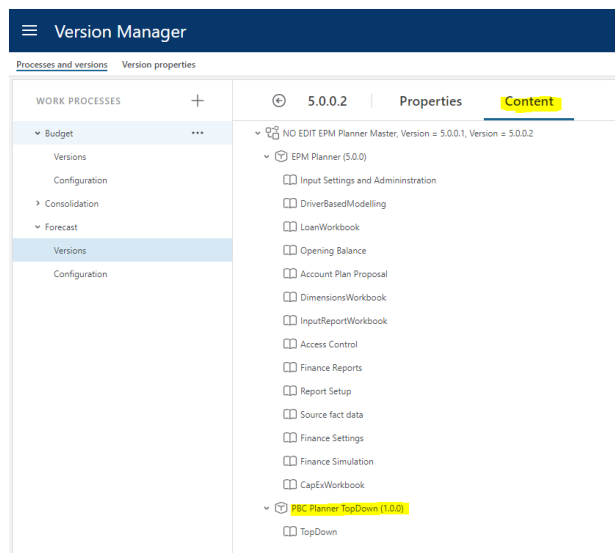 Version Manager
Processes and versions Version properties
WORK PROCESSES
Budget
Versions
Configuration
Consolidation
Forecast
Versions
Configuration
5.0.0.2 Properties Content
NO EDIT EPM Planner Master, Version = 5.0.0.1, Version = 5.0.0.2
EPM Planner (5.0.0)
Input Settings and Admininstration
DriverBasedModelling
LoanWorkbook
Opening Balance
Account Plan Proposal
DimensionsWorkbook
InputReportWorkbook
Access Control
Finance Reports
Report Setup
Source fact data
Finance Settings
Finance Simulation
CapExWorkbook
PBC Planner TopDown (1.0.0)
TopDown